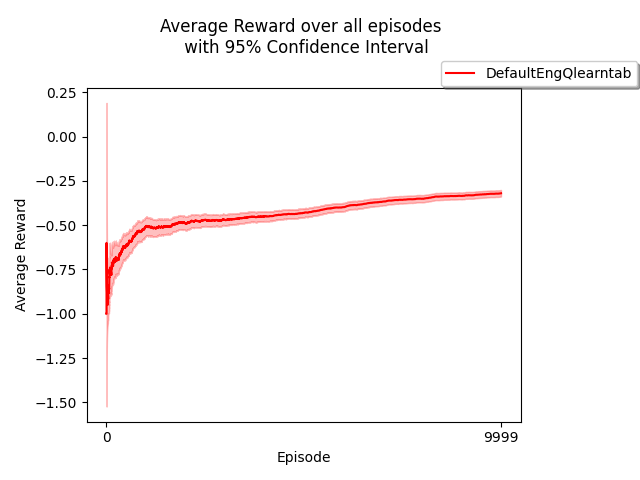 Average Reward over all episodes
with 95% Confidence Interval
DefaultEngQlearntab
0.25
0.00
−0.25
−0.50
−0.75
−1.00
−1.25
−1.50
Average Reward
0
9999
Episode